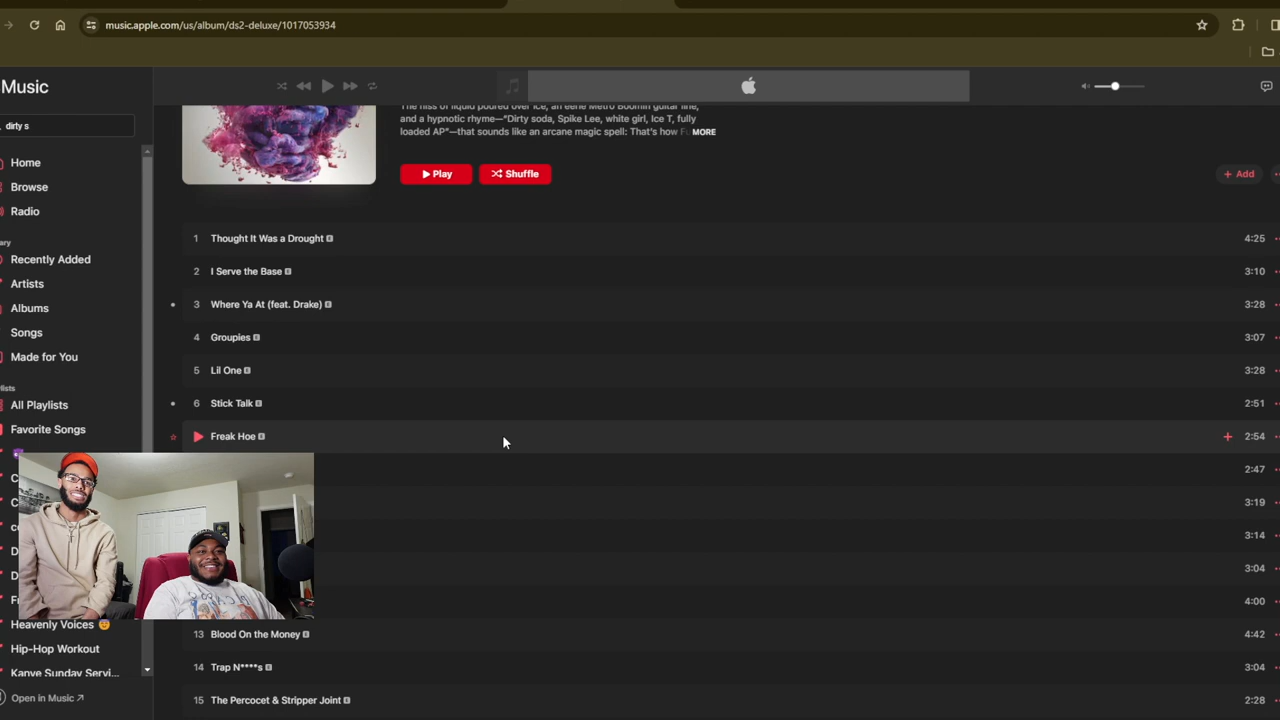 music.apple.com/us/album/ds2-deluxe/1017053934
Music
dirty s
Home
Browse
Radio
Recently Added
Artists
Albums
Songs
Made for You
All Playlists
Favorite Songs
Heavenly Voices 😇
Hip-Hop Workout
Kanye Sunday Servi...
Open in Music ↗
The hiss of liquid poured over ice, an eerie Metro Boomin guitar line,
and a hypnotic rhyme—“Dirty soda, Spike Lee, white girl, Ice T, fully
loaded AP”—that sounds like an arcane magic spell: That's how Fu MORE
Play Shuffle
+ Add
1 Thought It Was a Drought E 4:25
2 I Serve the Base E 3:10
3 Where Ya At (feat. Drake) E 3:28
4 Groupies E 3:07
5 Lil One E 3:28
6 Stick Talk E 2:51
Freak Hoe E + 2:54
2:47
3:19
3:14
3:04
4:00
13 Blood On the Money E 4:42
14 Trap N****s E 3:04
15 The Percocet & Stripper Joint E 2:28